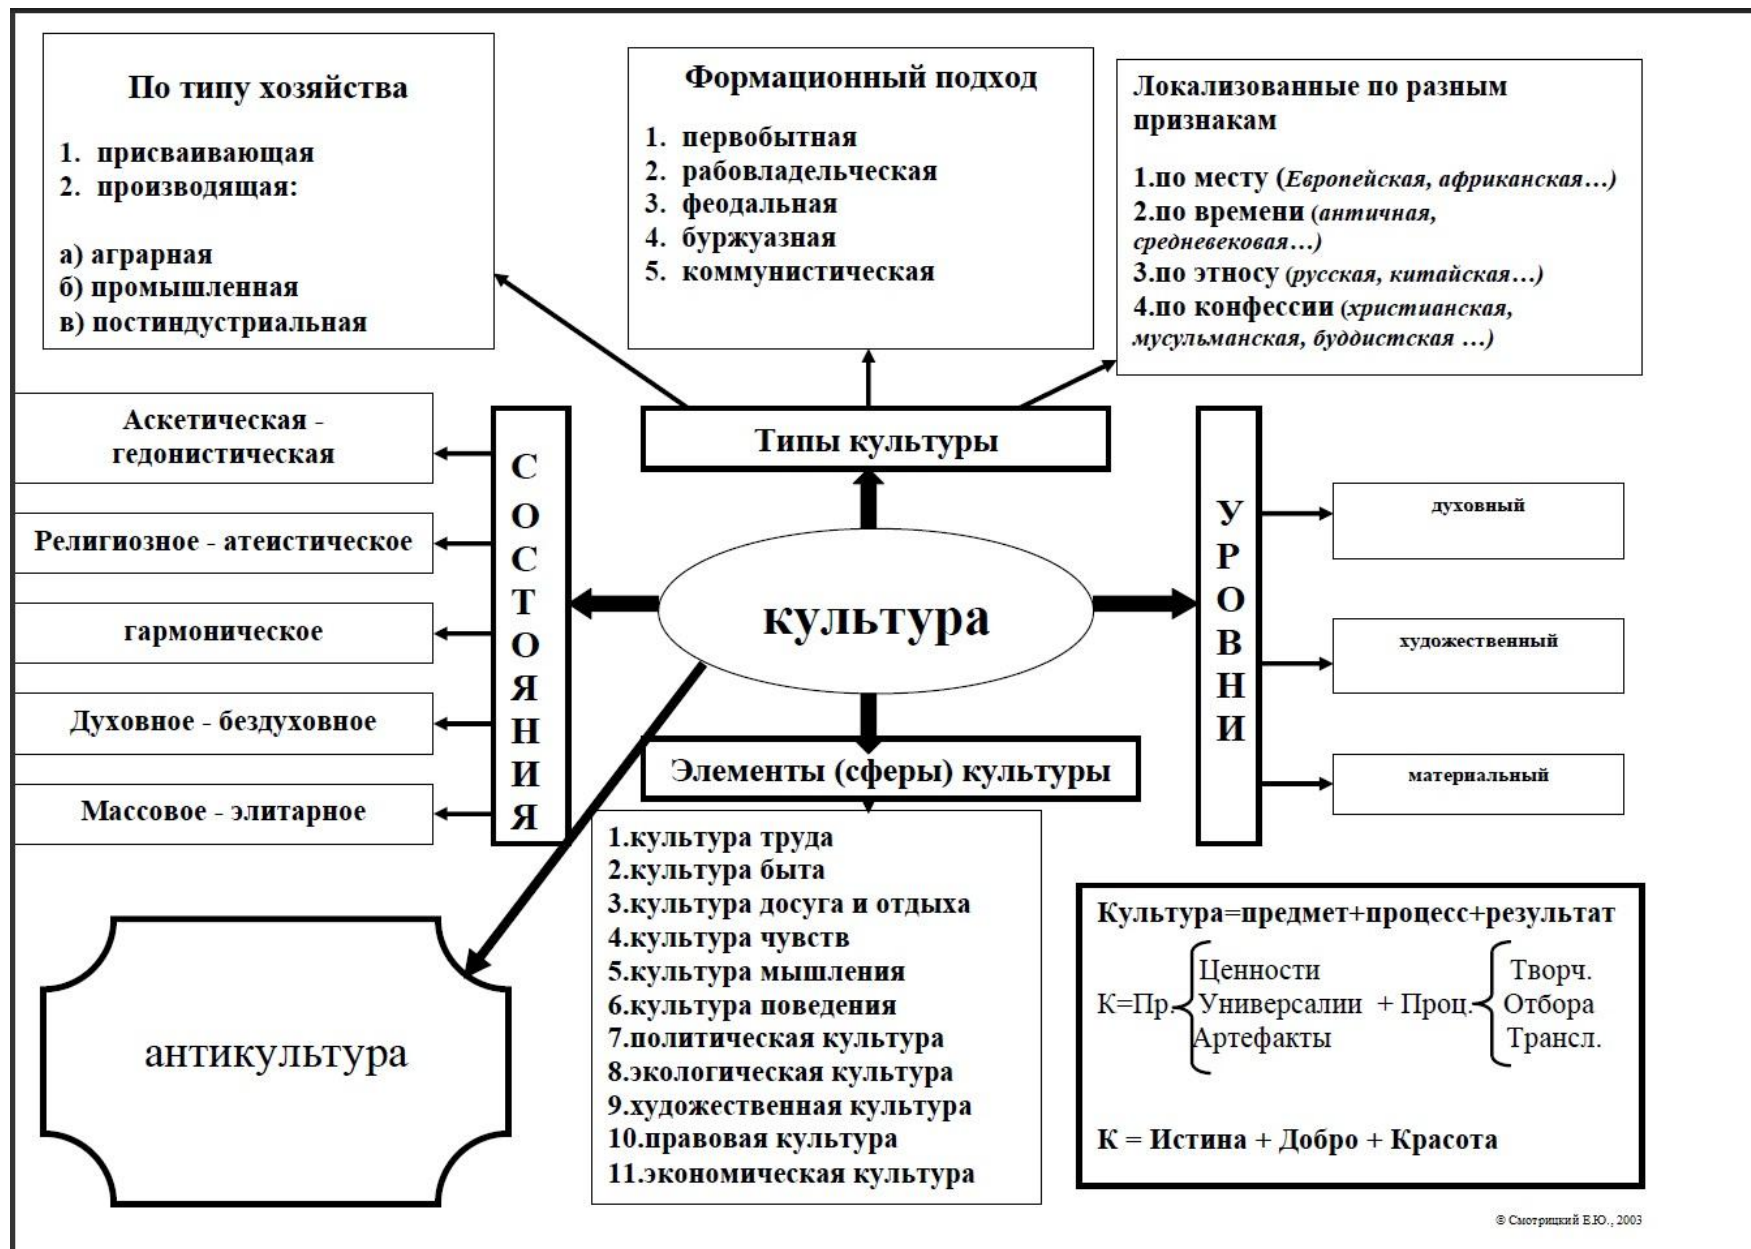 По типу хозяйства
1. присваивающая
2. производящая:
а) аграрная
б) промышленная
в) постиндустриальная
Формационный подход
1. первобытная
2. рабовладельческая
3. феодальная
4. буржуазная
5. коммунистическая
Локализованные по разным
признакам
1.по месту (Европейская, африканская…)
2.по времени (античная,
средневековая…)
3.по этносу (русская, китайская…)
4.по конфессии (христианская,
мусульманская, буддистская …)
Типы культуры
СОСТОЯНИЯ
Аскетическая -
гедонистическая
Религиозное - атеистическое
гармоническое
Духовное - бездуховное
Массовое - элитарное
культура
УРОВНИ
духовный
художественный
материальный
Элементы (сферы) культуры
1.культура труда
2.культура быта
3.культура досуга и отдыха
4.культура чувств
5.культура мышления
6.культура поведения
7.политическая культура
8.экологическая культура
9.художественная культура
10.правовая культура
11.экономическая культура
антикультура
Культура=предмет+процесс+результат
Ценности Творч.
К=Пр. Универсалии + Проц. Отбора
Артефакты Трансл.
К = Истина + Добро + Красота
© Смотрицкий Е.Ю., 2003